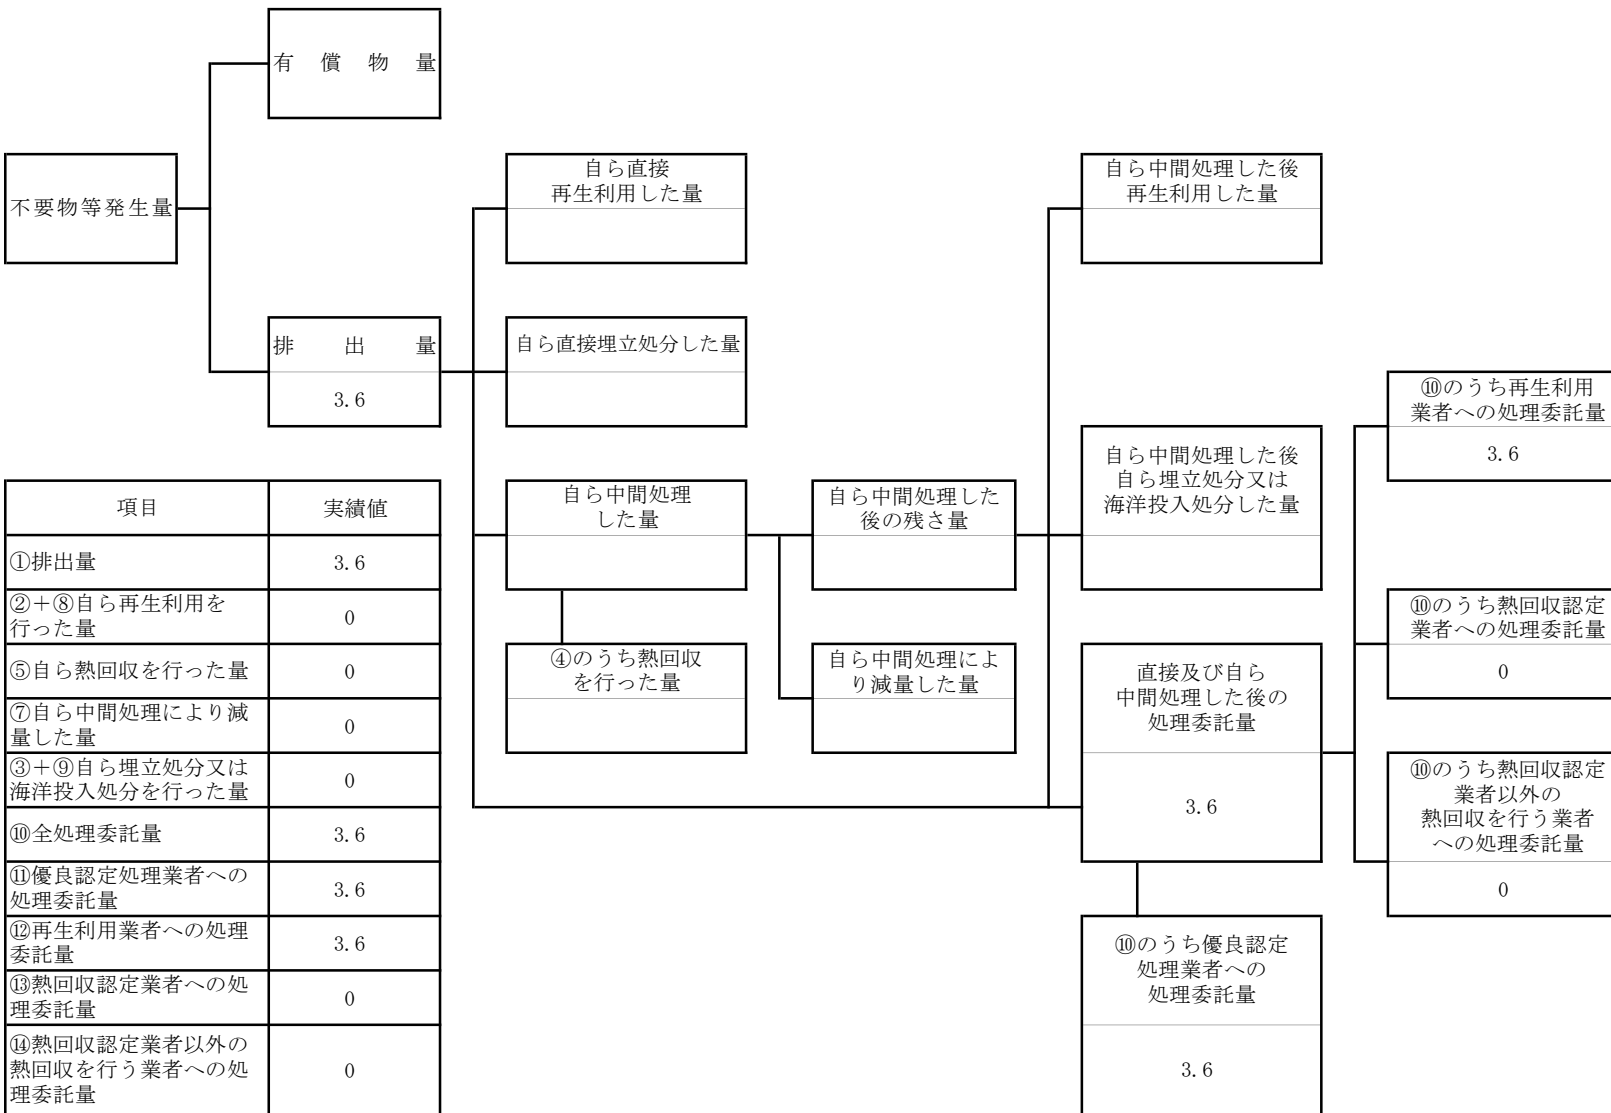 有償物量
自ら直接
再生利用した量
自ら中間処理した後
再生利用した量
不要物等発生量
排出量
3.6
自ら直接埋立処分した量
⑩のうち再生利用
業者への処理委託量
3.6
自ら中間処理した後
自ら埋立処分又は
海洋投入処分した量
自ら中間処理
した量
自ら中間処理した
後の残さ量
⑩のうち熱回収認定
業者への処理委託量
0
④のうち熱回収
を行った量
自ら中間処理によ
り減量した量
直接及び自ら
中間処理した後の
処理委託量
3.6
⑩のうち熱回収認定
業者以外の
熱回収を行う業者
への処理委託量
0
⑩のうち優良認定
処理業者への
処理委託量
3.6
項目 実績値
①排出量 3.6
②+⑧自ら再生利用を
行った量 0
⑤自ら熱回収を行った量 0
⑦自ら中間処理により減
量した量 0
③+⑨自ら埋立処分又は
海洋投入処分を行った量 0
⑩全処理委託量 3.6
⑪優良認定処理業者への
処理委託量 3.6
⑫再生利用業者への処理
委託量 3.6
⑬熱回収認定業者への処
理委託量 0
⑭熱回収認定業者以外の
熱回収を行う業者への処
理委託量 0